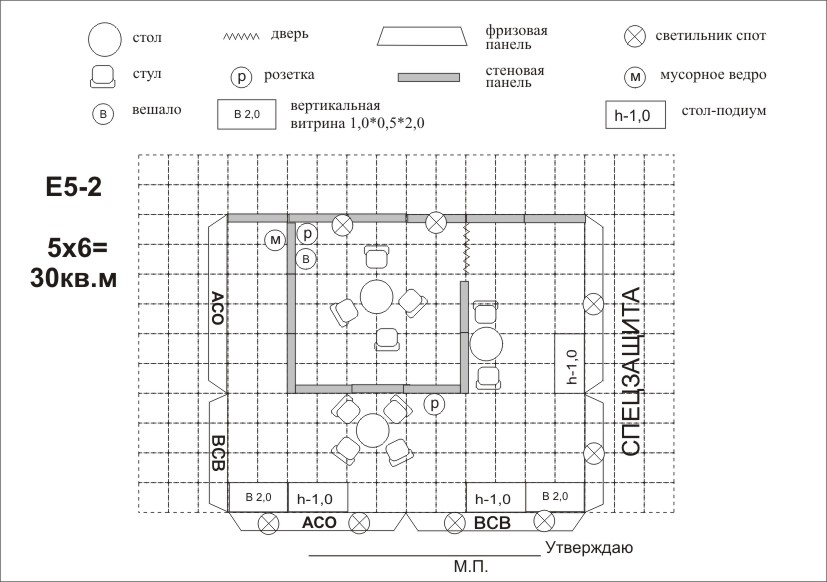 стол
дверь
фризовая
панель
светильник спот
стул
р
розетка
стеновая
панель
м
мусорное ведро
в
вешало
В 2,0
вертикальная
витрина 1,0*0,5*2,0
h-1,0
стол-подиум
Е5-2
5х6=
30кв.м
м
р
в
АСО
ВСВ
h-1,0
СПЕЦЗАЩИТА
р
В 2,0
h-1,0
h-1,0
В 2,0
АСО
ВСВ
Утверждаю
М.П.